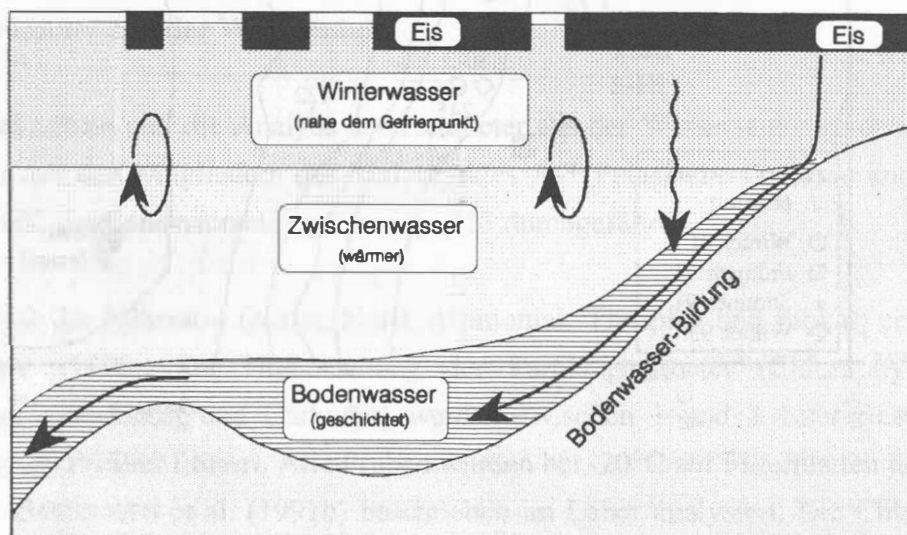 Eis
Eis
Winterwasser
(nahe dem Gefrierpunkt)
Zwischenwasser
(wärmer)
Bodenwasser-Bildung
Bodenwasser
(geschichtet)